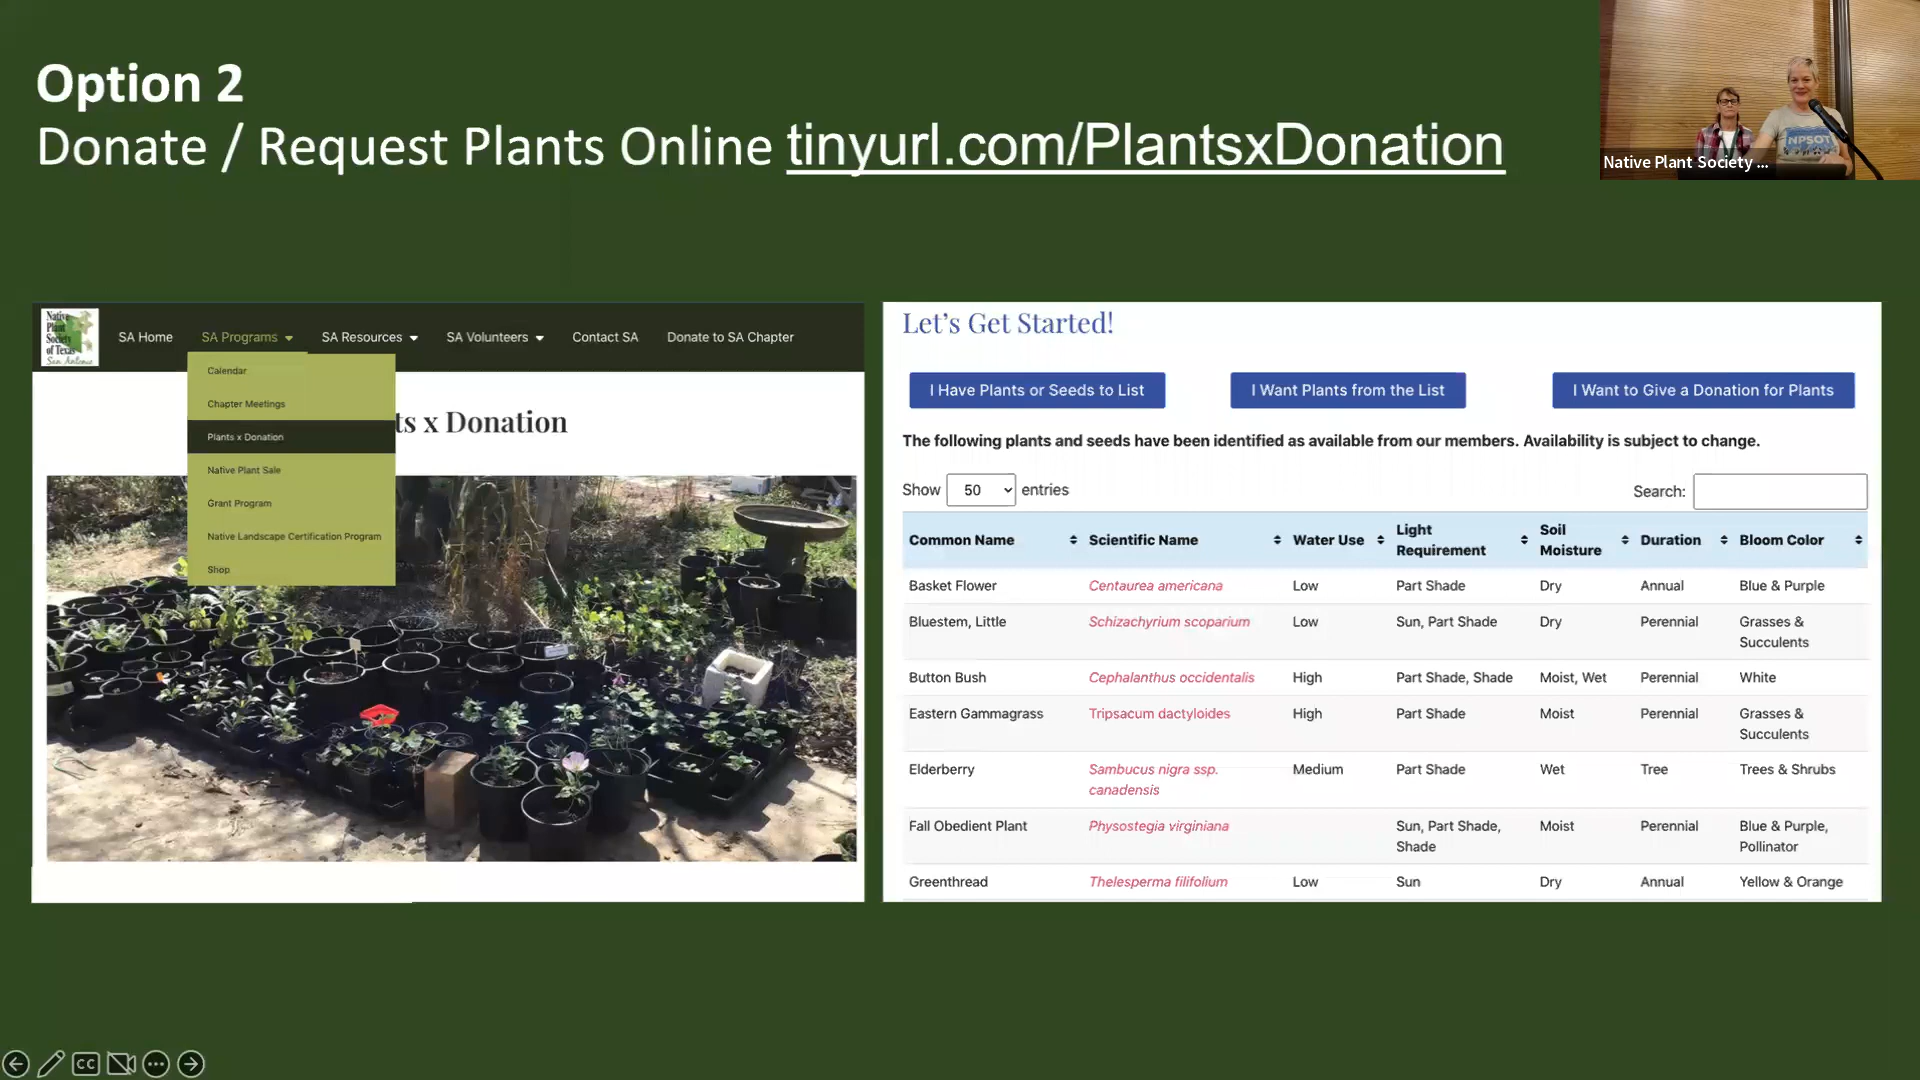 Option 2
Donate / Request Plants Online tinyurl.com/PlantsxDonation
NPSOT
Native Plant Society ...
Native
Plant
Society
of Texas
San Antonio
SA Home SA Programs SA Resources SA Volunteers Contact SA Donate to SA Chapter
Calendar
Chapter Meetings
Plants x Donation
Native Plant Sale
Grant Program
Native Landscape Certification Program
Shop
ts x Donation
Let's Get Started!
I Have Plants or Seeds to List I Want Plants from the List I Want to Give a Donation for Plants
The following plants and seeds have been identified as available from our members. Availability is subject to change.
Show 50 entries Search:
Common Name Scientific Name Water Use Light Requirement Soil Moisture Duration Bloom Color
Basket Flower Centaurea americana Low Part Shade Dry Annual Blue & Purple
Bluestem, Little Schizachyrium scoparium Low Sun, Part Shade Dry Perennial Grasses & Succulents
Button Bush Cephalanthus occidentalis High Part Shade, Shade Moist, Wet Perennial White
Eastern Gammagrass Tripsacum dactyloides High Part Shade Moist Perennial Grasses & Succulents
Elderberry Sambucus nigra ssp. canadensis Medium Part Shade Wet Tree Trees & Shrubs
Fall Obedient Plant Physostegia virginiana Sun, Part Shade, Shade Moist Perennial Blue & Purple, Pollinator
Greenthread Thelesperma filifolium Low Sun Dry Annual Yellow & Orange
CC